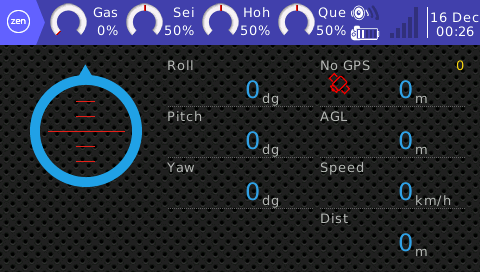 zen
Gas 0%
Sei 50%
Hoh 50%
Que 50%
16 Dec
00:26
Roll
0 dg
No GPS 0
0 m
Pitch
0 dg
AGL
0 m
Yaw
0 dg
Speed
0 km/h
Dist
0 m